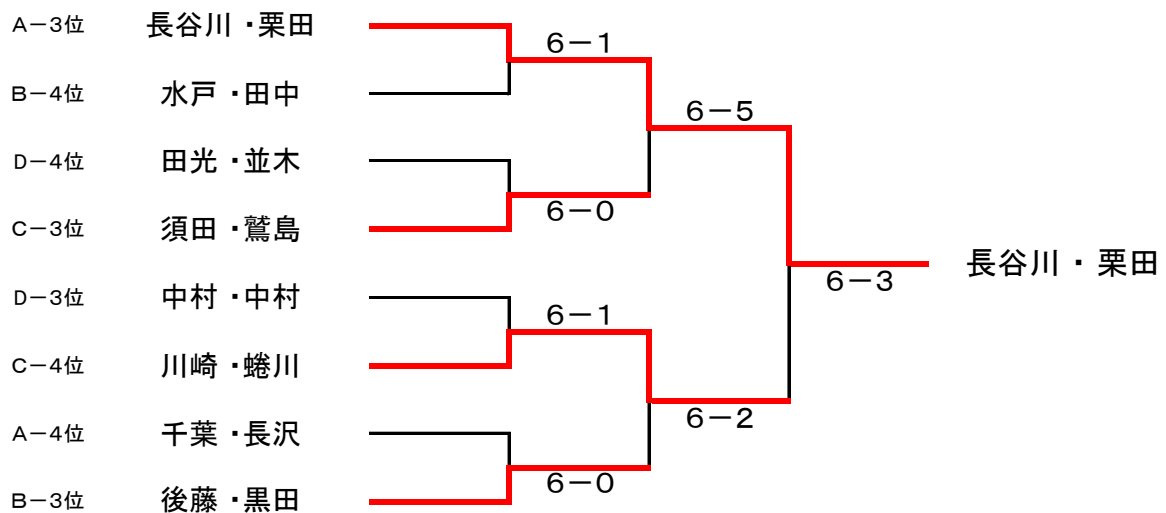 A－3位 長谷川・栗田
6－1
B－4位 水戸・田中
6－5
D－4位 田光・並木
6－0
C－3位 須田・鷲島
長谷川・栗田
6－3
D－3位 中村・中村
6－1
C－4位 川崎・蜷川
6－2
A－4位 千葉・長沢
6－0
B－3位 後藤・黒田